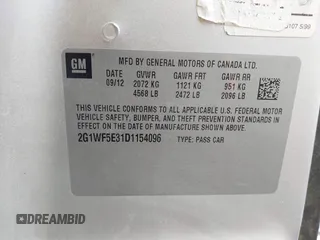 107 5/99
GM
MFD BY GENERAL MOTORS OF CANADA LTD.
DATE GVWR GAWR FRT GAWR RR
09/12 2072 KG 1121 KG 951 KG
4568 LB 2472 LB 2096 LB
THIS VEHICLE CONFORMS TO ALL APPLICABLE U.S. FEDERAL MOTOR
VEHICLE SAFETY, BUMPER, AND THEFT PREVENTION STANDARDS IN EFFECT
ON THE DATE OF MANUFACTURE SHOWN ABOVE.
2G1WF5E31D1154096 TYPE: PASS CAR
DREAMBID